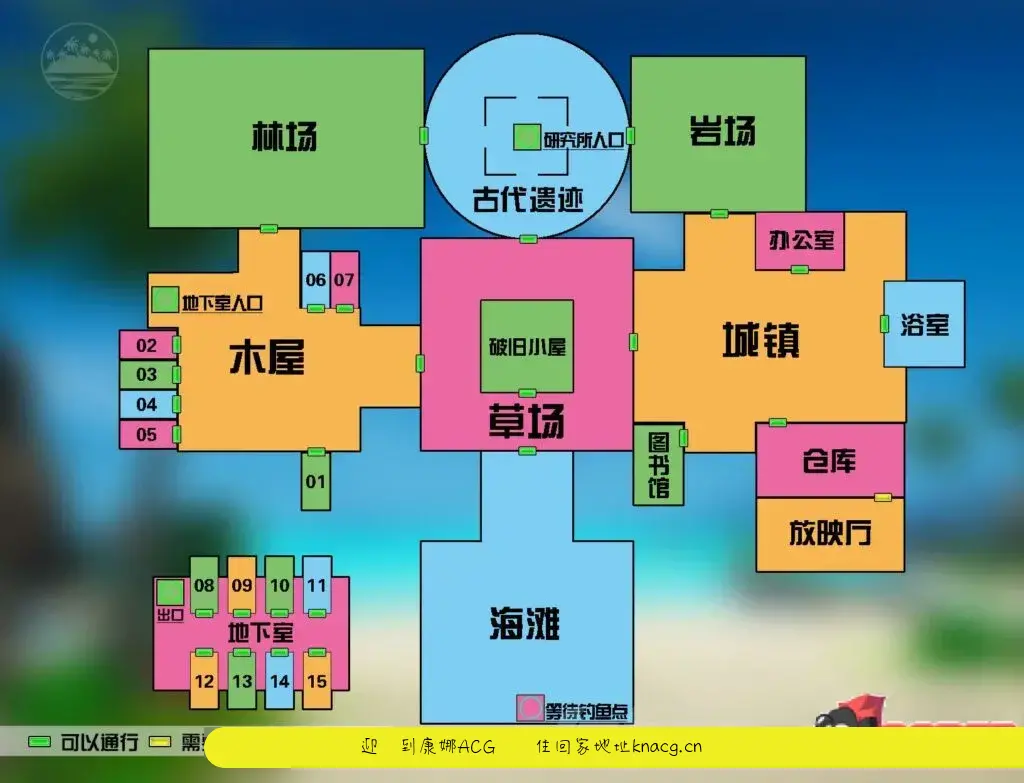 林场
岩场
研究所入口
古代遗迹
办公室
06
07
地下室入口
浴室
02
木屋
破旧小屋
城镇
03
04
05
草场
图书馆
仓库
01
放映厅
08
09
10
11
出口
地下室
海滩
12
13
14
15
等待钓鱼点
可以通行
需
迎 到康娜ACG 住回家地址knacg.cn